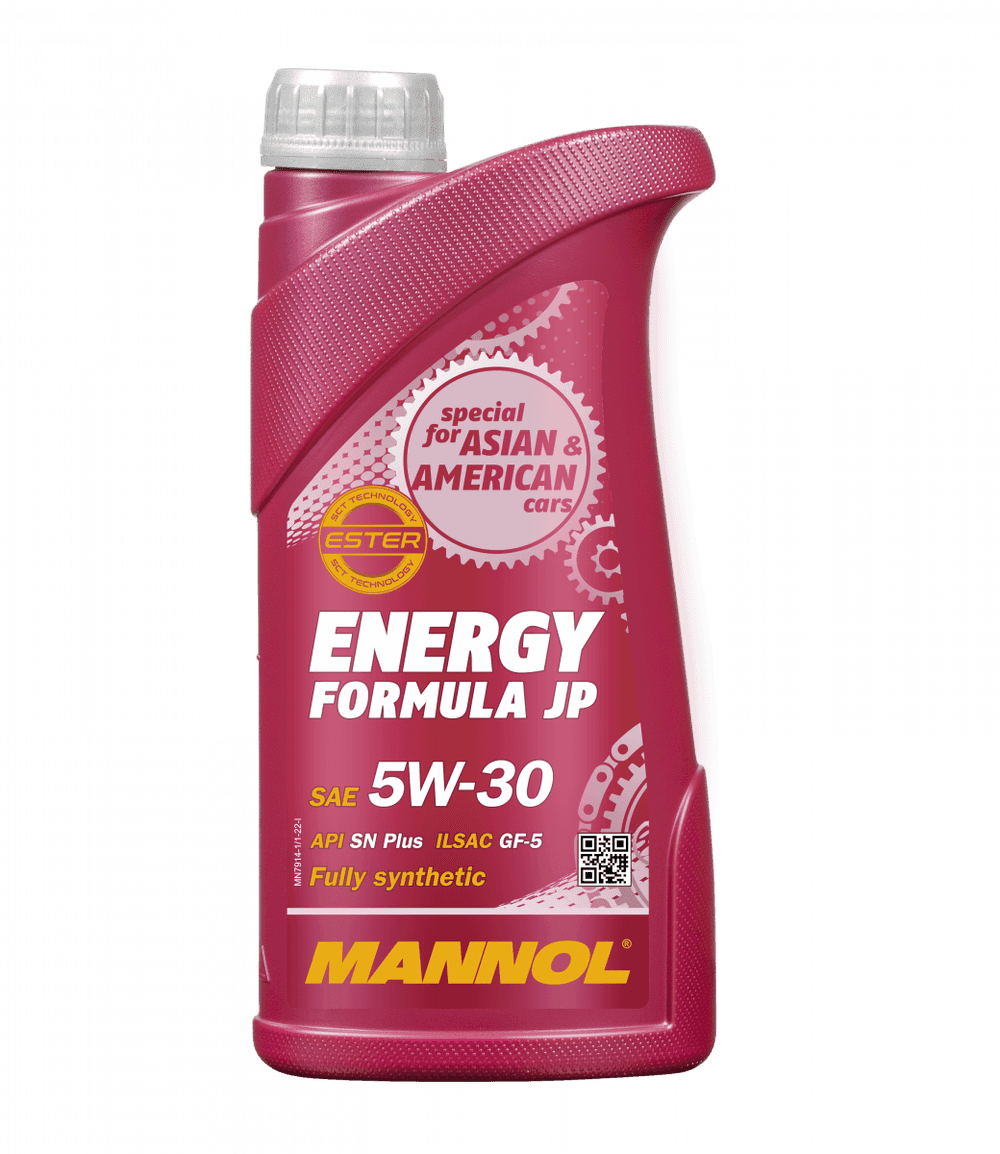 special
for ASIAN &
AMERICAN
cars
SCT TECHNOLOGY
ESTER
SCT TECHNOLOGY
ENERGY
FORMULA JP
SAE 5W-30
API SN Plus ILSAC GF-5
Fully synthetic
MN7914-1/1-22-I
MANNOL®